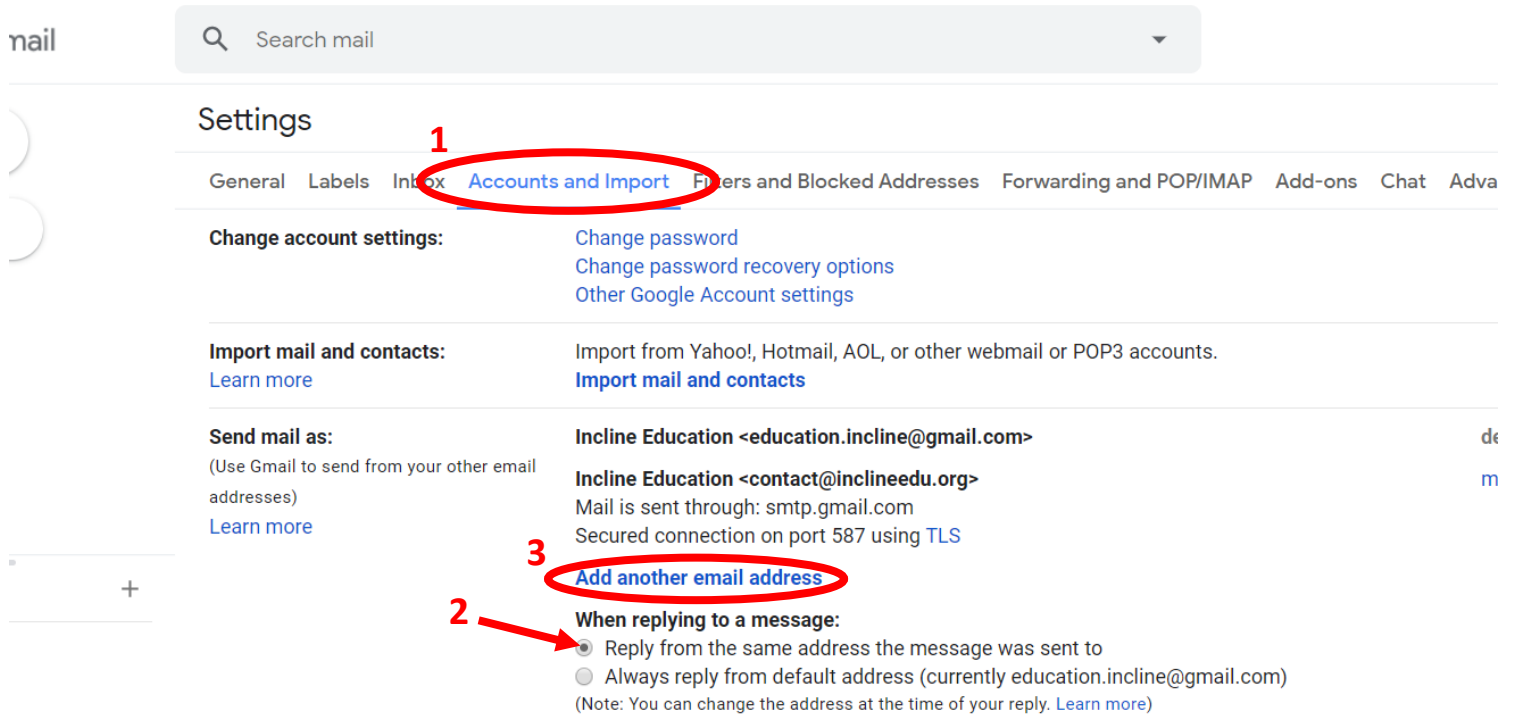 mail
Search mail
Settings
1
General Labels Inbox Accounts and Import Filters and Blocked Addresses Forwarding and POP/IMAP Add-ons Chat Adva
Change account settings: Change password
Change password recovery options
Other Google Account settings
Import mail and contacts: Import from Yahoo!, Hotmail, AOL, or other webmail or POP3 accounts.
Learn more Import mail and contacts
Send mail as: Incline Education <education.incline@gmail.com> de
(Use Gmail to send from your other email
addresses)
Learn more
Incline Education <contact@inclineedu.org> m
Mail is sent through: smtp.gmail.com
Secured connection on port 587 using TLS
3
Add another email address
+
2
When replying to a message:
Reply from the same address the message was sent to
Always reply from default address (currently education.incline@gmail.com)
(Note: You can change the address at the time of your reply. Learn more)